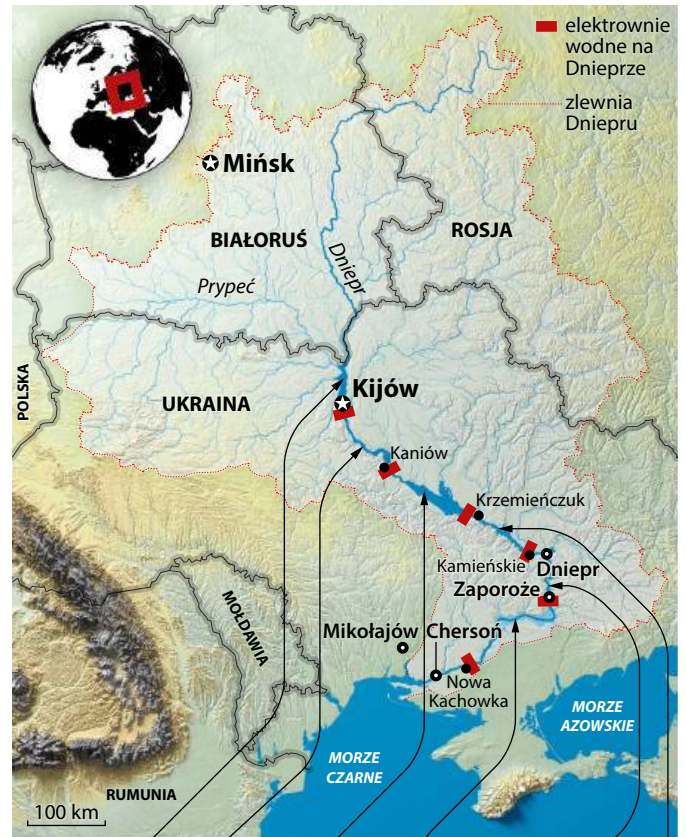 elektrownie
wodne na
Dnieprze
zlewnia
Dniepru
Mińsk
BIAŁORUŚ
ROSJA
Dniepr
Prypeć
POLSKA
UKRAINA
Kijów
Kaniów
Krzemieńczuk
Kamieńskie
Dniepr
Zaporoże
MOŁDAWIA
Mikołajów
Chersoń
Nowa
Kachowka
MORZE
AZOWSKIE
MORZE
CZARNE
RUMUNIA
100 km